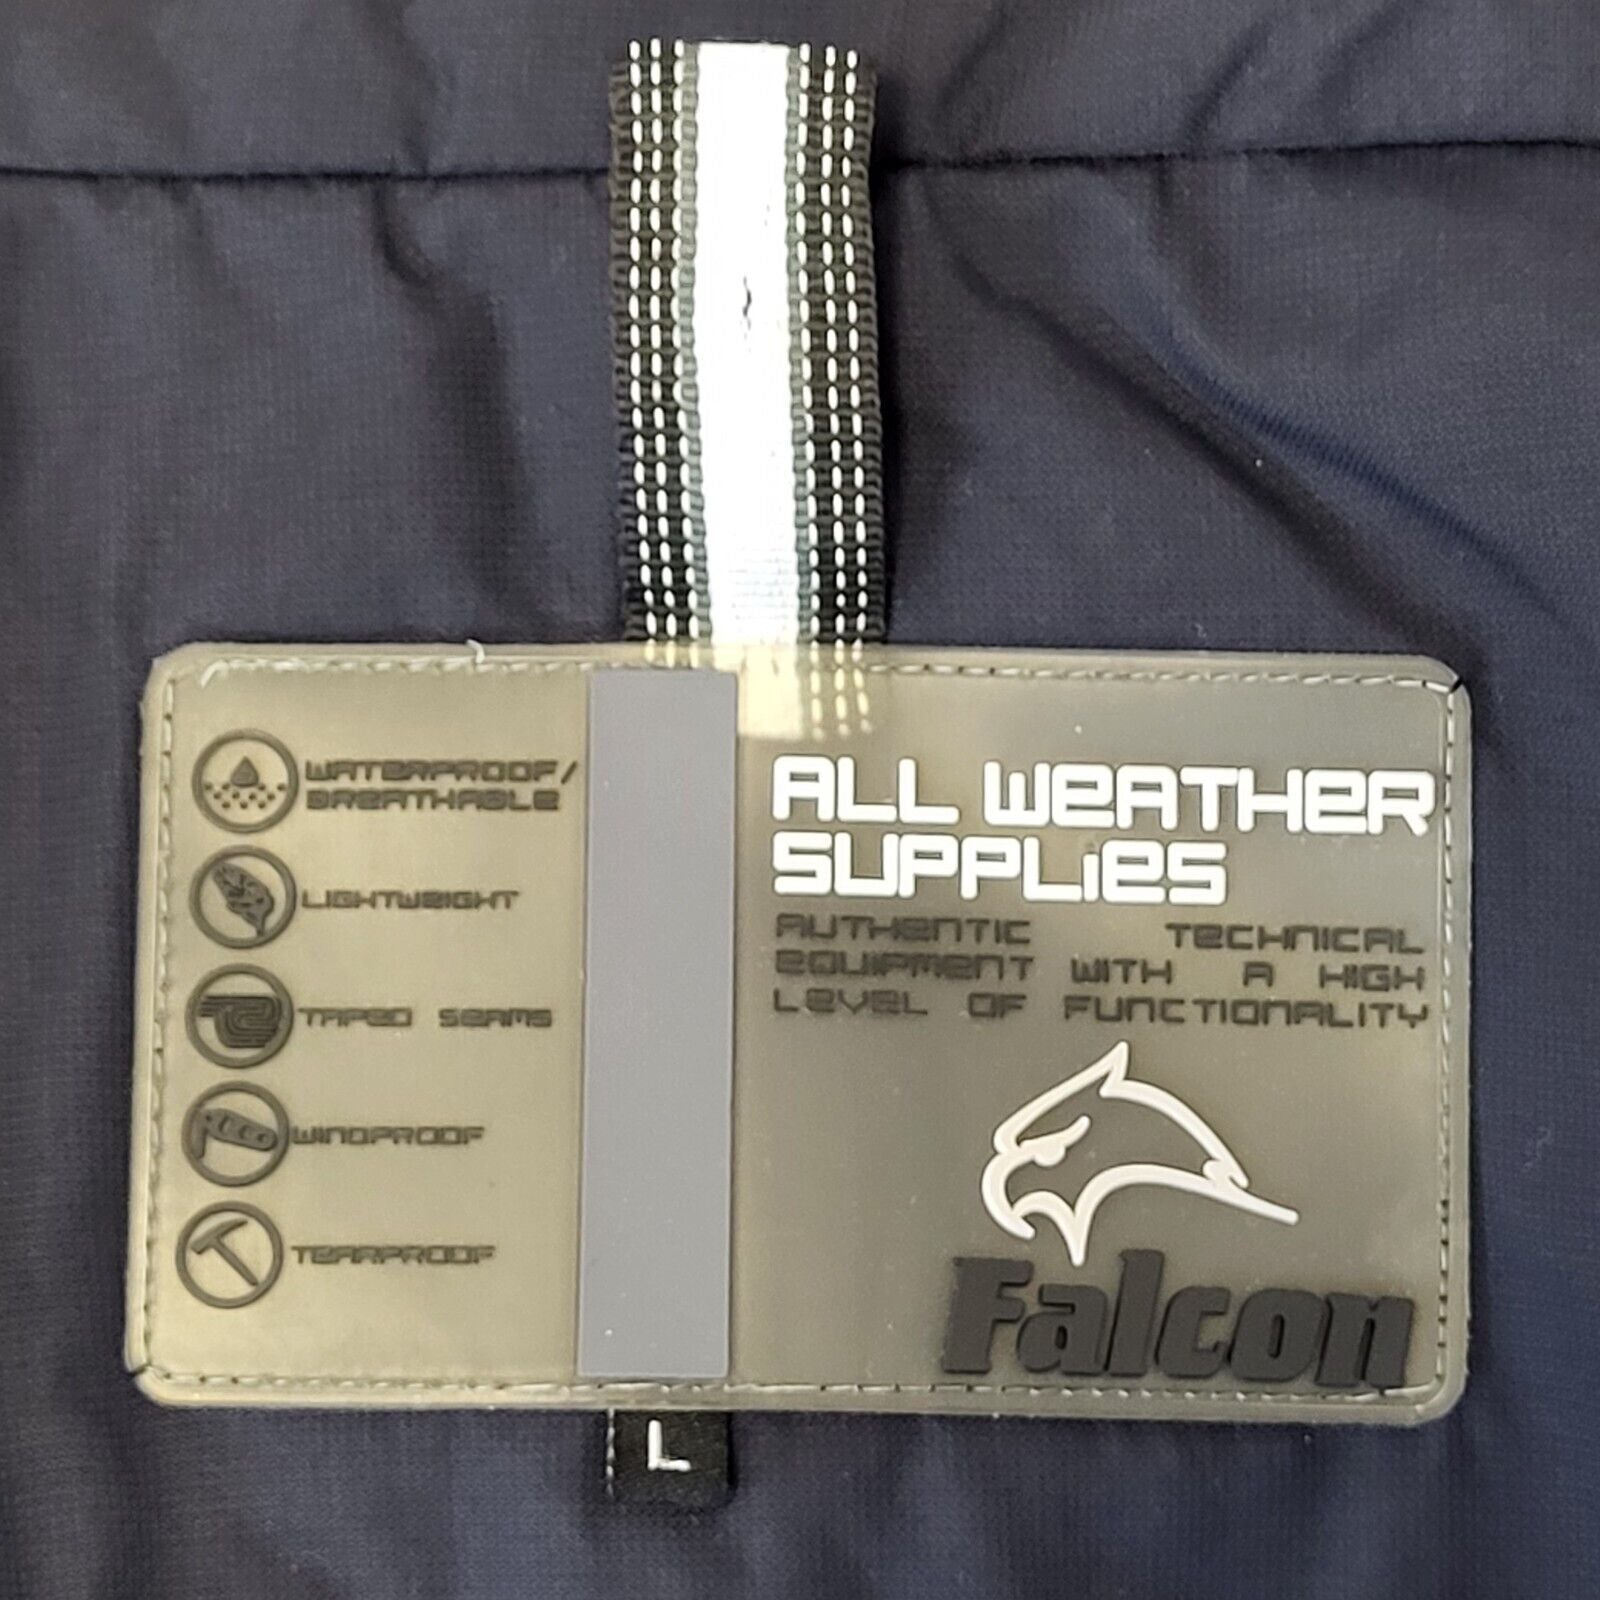 WATERPROOF/
BREATHABLE
LIGHTWEIGHT
TAPED SEAMS
WINDPROOF
TEARPROOF
ALL WEATHER
SUPPLIES
AUTHENTIC TECHNICAL
EQUIPMENT WITH A HIGH
LEVEL OF FUNCTIONALITY
Falcon
L